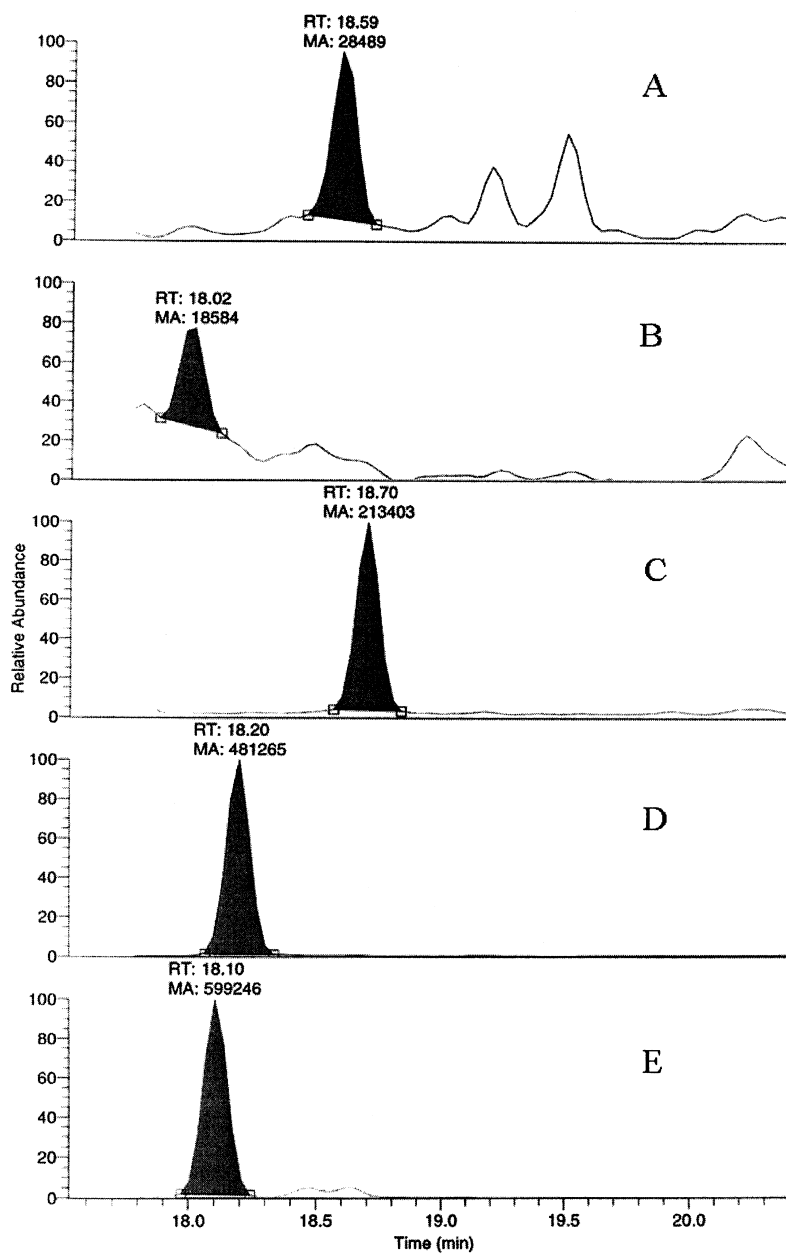 RT: 18.59
MA: 28489
100
80
60
40
20
0
A
RT: 18.02
MA: 18584
100
80
60
40
20
0
B
RT: 18.70
MA: 213403
100
80
60
40
20
0
C
Relative Abundance
RT: 18.20
MA: 481265
100
80
60
40
20
0
D
RT: 18.10
MA: 599246
100
80
60
40
20
0
E
18.0 18.5 19.0 19.5 20.0
Time (min)